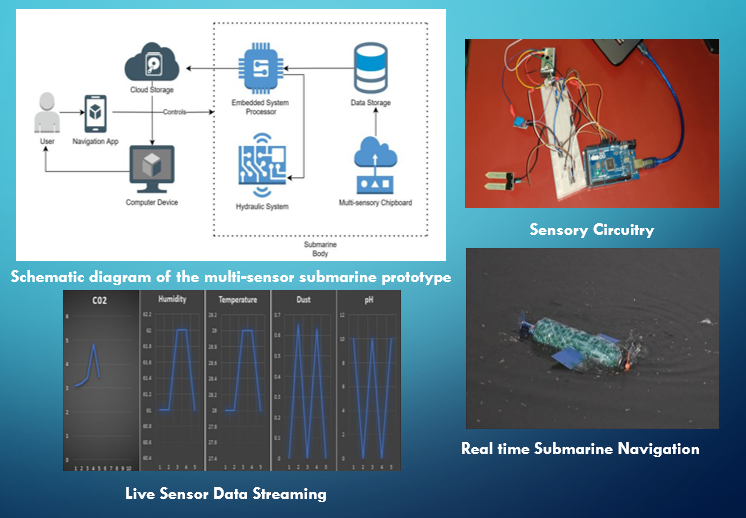 Cloud Storage
Embedded System
Processor
Data Storage
User
Navigation App
Controls
Computer Device
Hydraulic System
Multi-sensory Chipboard
Submarine
Body
Schematic diagram of the multi-sensor submarine prototype
Sensory Circuitry
CO2
6
5
4
3
2
1
0
1 2 3 4 5 6 7 8 9 10
Humidity
62.2
62
61.8
61.6
61.4
61.2
61
60.8
60.6
60.4
1 2 3 4 5
Temperature
29.2
29
28.8
28.6
28.4
28.2
28
27.8
27.6
27.4
1 2 3 4 5
Dust
0.7
0.6
0.5
0.4
0.3
0.2
0.1
0
1 2 3 4 5
pH
12
10
8
6
4
2
0
1 2 3 4 5
Live Sensor Data Streaming
Real time Submarine Navigation